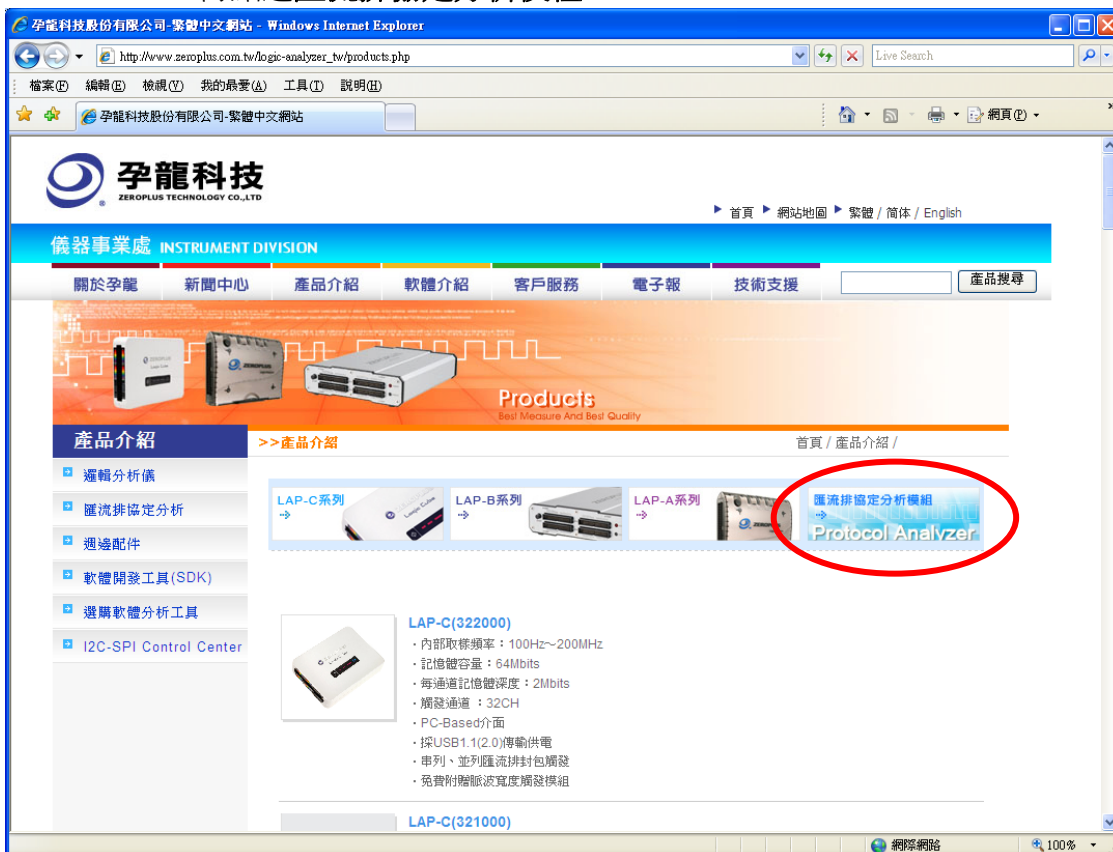 孕龍科技股份有限公司-繁體中文網站 - Windows Internet Explorer
http://www.zeroplus.com.tw/logic-analyzer_tw/products.php
Live Search
檔案(F) 編輯(E) 檢視(V) 我的最愛(A) 工具(T) 說明(H)
孕龍科技股份有限公司-繁體中文網站
網頁(P)
孕龍科技
ZEROPLUS TECHNOLOGY CO.,LTD
首頁 網站地圖 繁體 / 简体 / English
儀器事業處 INSTRUMENT DIVISION
關於孕龍 新聞中心 產品介紹 軟體介紹 客戶服務 電子報 技術支援 產品搜尋
Products
Best Measure And Best Quality
產品介紹
>>產品介紹
首頁 / 產品介紹 /
邏輯分析儀
匯流排協定分析
週邊配件
軟體開發工具(SDK)
選購軟體分析工具
I2C-SPI Control Center
LAP-C系列
LAP-B系列
LAP-A系列
匯流排協定分析模組
Protocol Analyzer
LAP-C(322000)
・內部取樣頻率：100Hz～200MHz
・記憶體容量：64Mbits
・每通道記憶體深度：2Mbits
・觸發通道 ：32CH
・PC-Based介面
・採USB1.1(2.0)傳輸供電
・串列、並列匯流排封包觸發
・免費附贈脈波寬度觸發模組
LAP-C(321000)
網際網路
100%